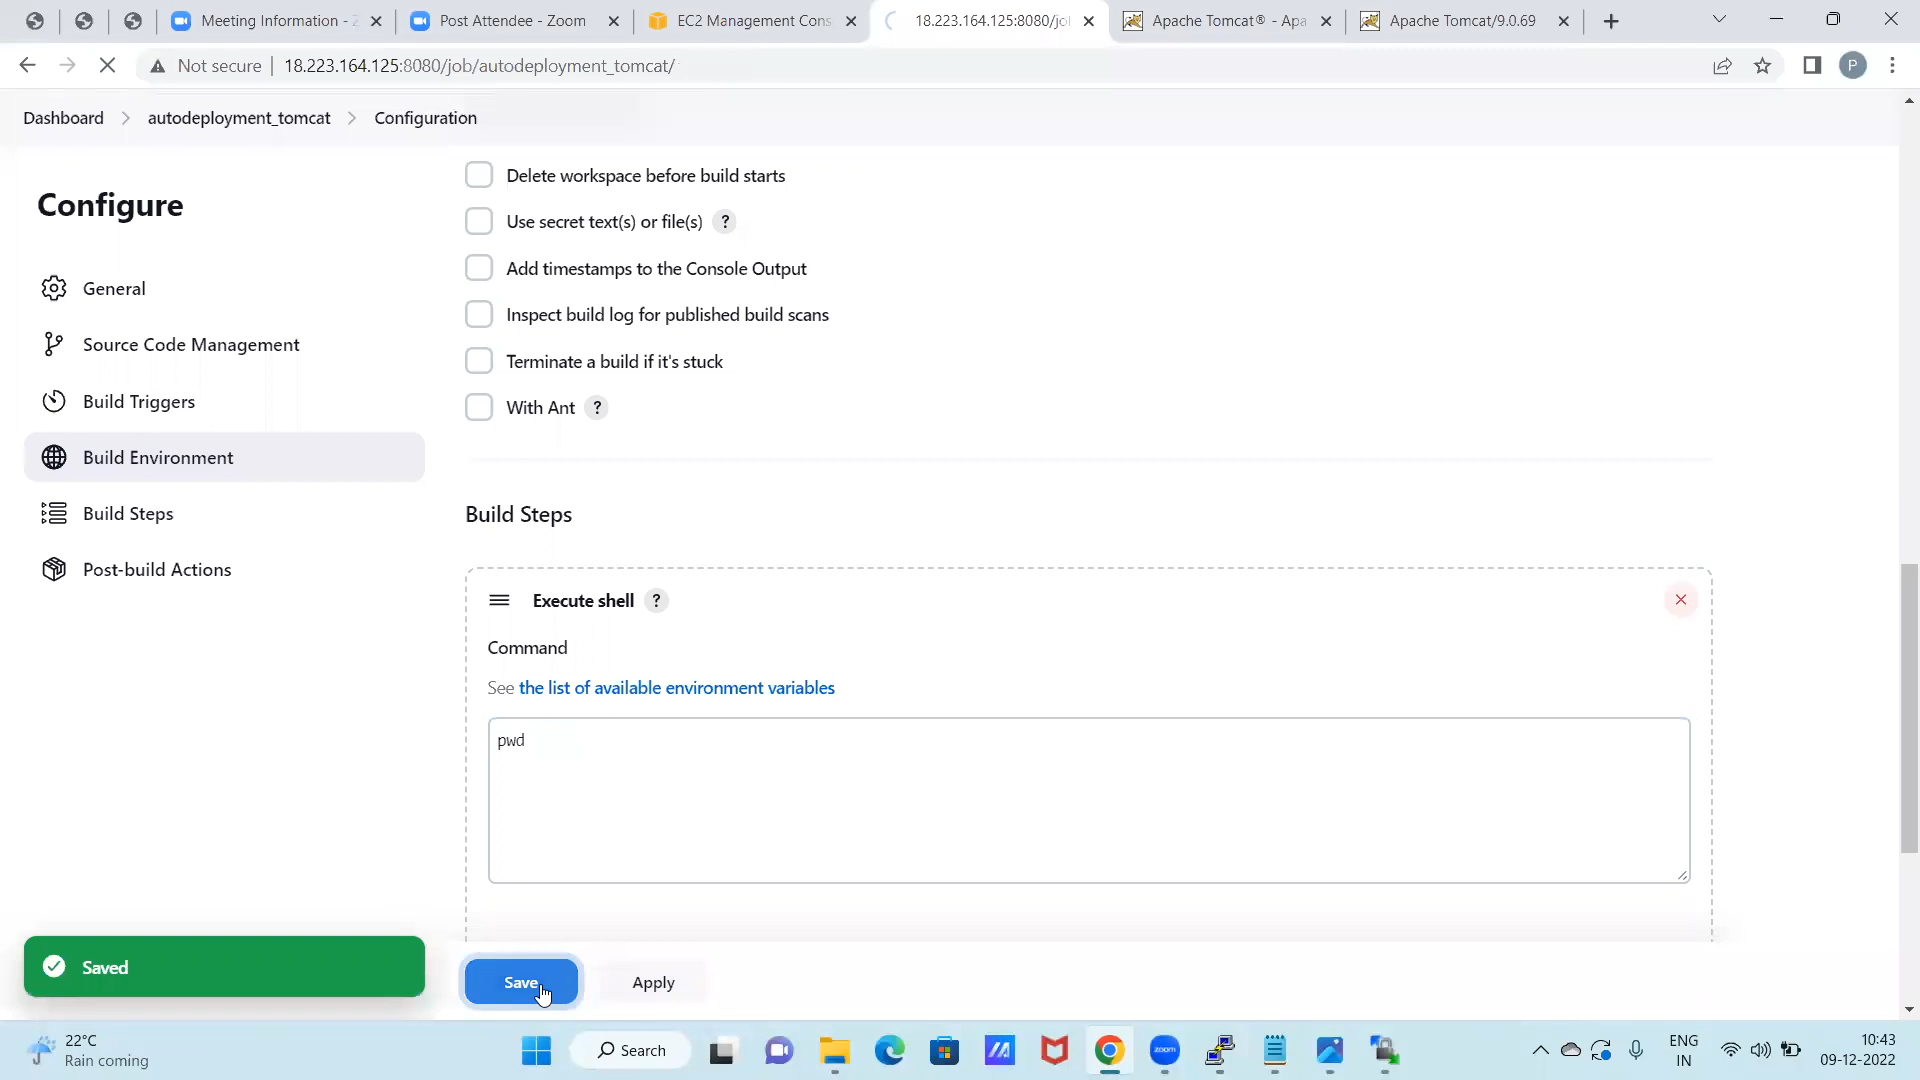 Meeting Information - Z
Post Attendee - Zoom
EC2 Management Cons
18.223.164.125:8080/jo
Apache Tomcat® - Apa
Apache Tomcat/9.0.69
Not secure
18.223.164.125:8080/job/autodeployment_tomcat/
P
Dashboard
autodeployment_tomcat
Configuration
Configure
General
Source Code Management
Build Triggers
Build Environment
Build Steps
Post-build Actions
Delete workspace before build starts
Use secret text(s) or file(s) ?
Add timestamps to the Console Output
Inspect build log for published build scans
Terminate a build if it's stuck
With Ant ?
Build Steps
Execute shell ?
Command
See the list of available environment variables
pwd
Saved
Save
Apply
22°C
Rain coming
Search
zoom
ENG
IN
10:43
09-12-2022